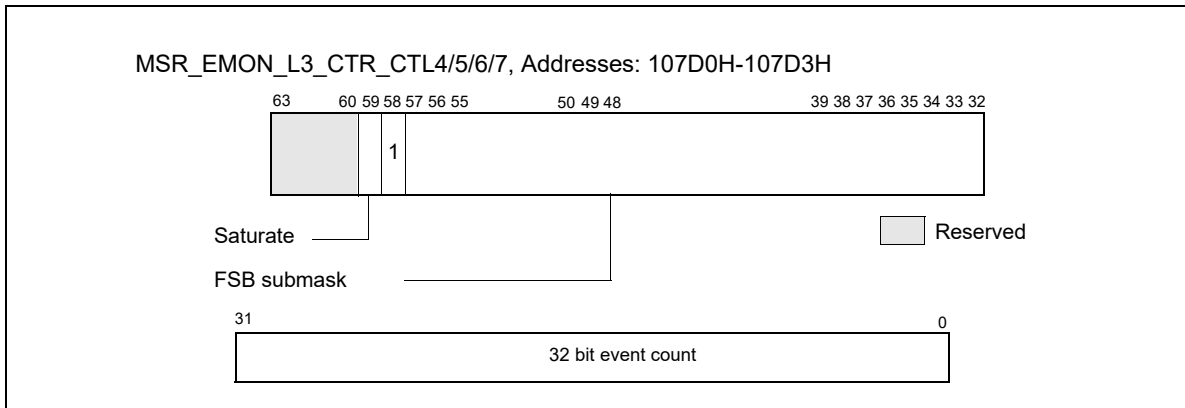 MSR_EMON_L3_CTR_CTL4/5/6/7, Addresses: 107D0H-107D3H
63 60 59 58 57 56 55 50 49 48 39 38 37 36 35 34 33 32
1
Saturate
Reserved
FSB submask
31 0
32 bit event count